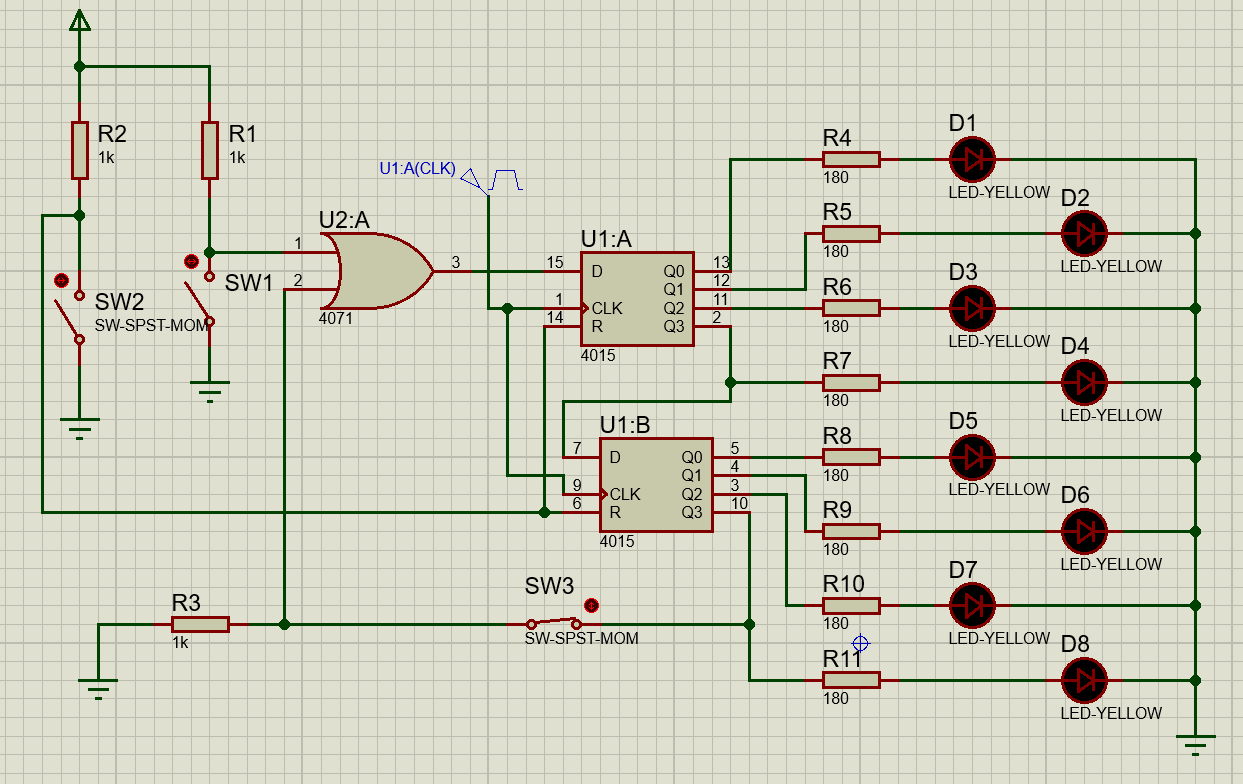 R2
1k
R1
1k
U1:A(CLK)
U2:A
1
2
3
4071
SW2
SW-SPST-MOM
SW1
U1:A
15
1
14
D
CLK
R
Q0
Q1
Q2
Q3
13
12
11
2
4015
U1:B
7
9
6
D
CLK
R
Q0
Q1
Q2
Q3
5
4
3
10
4015
R3
1k
SW3
SW-SPST-MOM
R4
180
D1
LED-YELLOW
R5
180
D2
LED-YELLOW
R6
180
D3
LED-YELLOW
R7
180
D4
LED-YELLOW
R8
180
D5
LED-YELLOW
R9
180
D6
LED-YELLOW
R10
180
D7
LED-YELLOW
R11
180
D8
LED-YELLOW